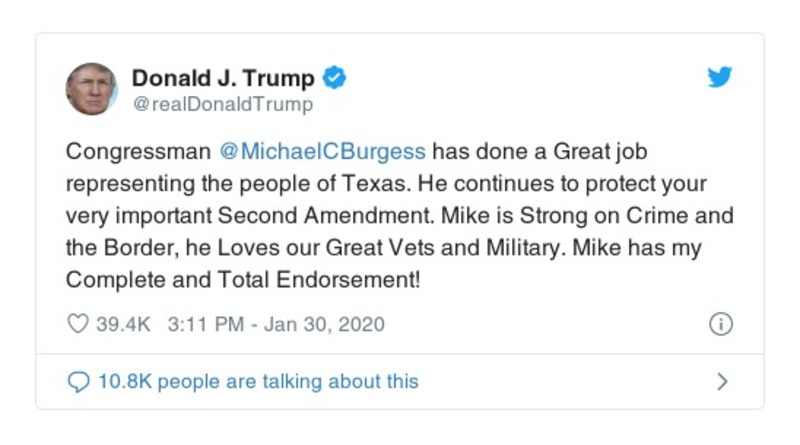 Donald J. Trump
@realDonaldTrump
Congressman @MichaelCBurgess has done a Great job
representing the people of Texas. He continues to protect your
very important Second Amendment. Mike is Strong on Crime and
the Border, he Loves our Great Vets and Military. Mike has my
Complete and Total Endorsement!
39.4K 3:11 PM - Jan 30, 2020
10.8K people are talking about this